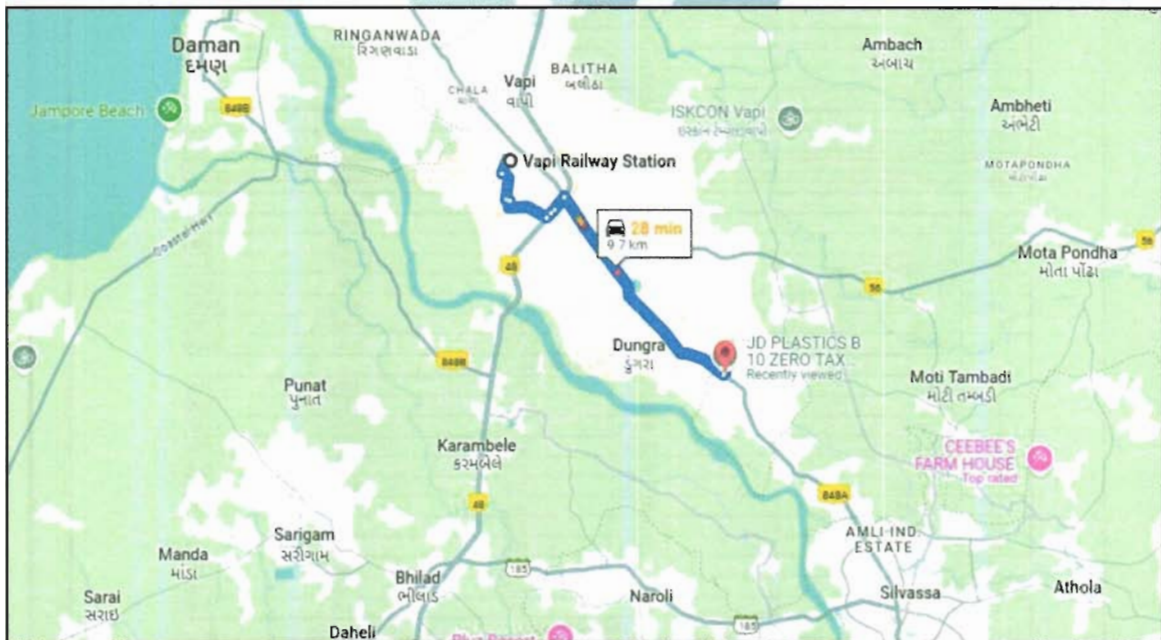 RINGANWADA
રિંગણવાડા
Daman
દમણ
Ambach
અંબાચ
BALITHA
બલીઠા
Vapi
વાપી
CHALA
Jampore Beach
848B
ISKCON Vapi
Ambheti
અંભેટી
MOTAPONDHA
Vapi Railway Station
28 min
9.7 km
Coastal Hwy
56
Mota Pondha
મોટા પોંઢા
48
56
JD PLASTICS B
10 ZERO TAX...
Recently viewed
Dungra
ડુંગરા
848B
Punat
પુનાત
Moti Tambadi
મોટી તમ્બડી
Karambele
કરમબેલે
CEEBEE'S
FARM HOUSE
Top rated
848A
48
AMLI IND.
ESTATE
Sarigam
સરીગામ
Manda
માંડા
185
Bhilad
ભીલાડ
Naroli
Silvassa
Athola
Sarai
સરાઇ
185
Daheli